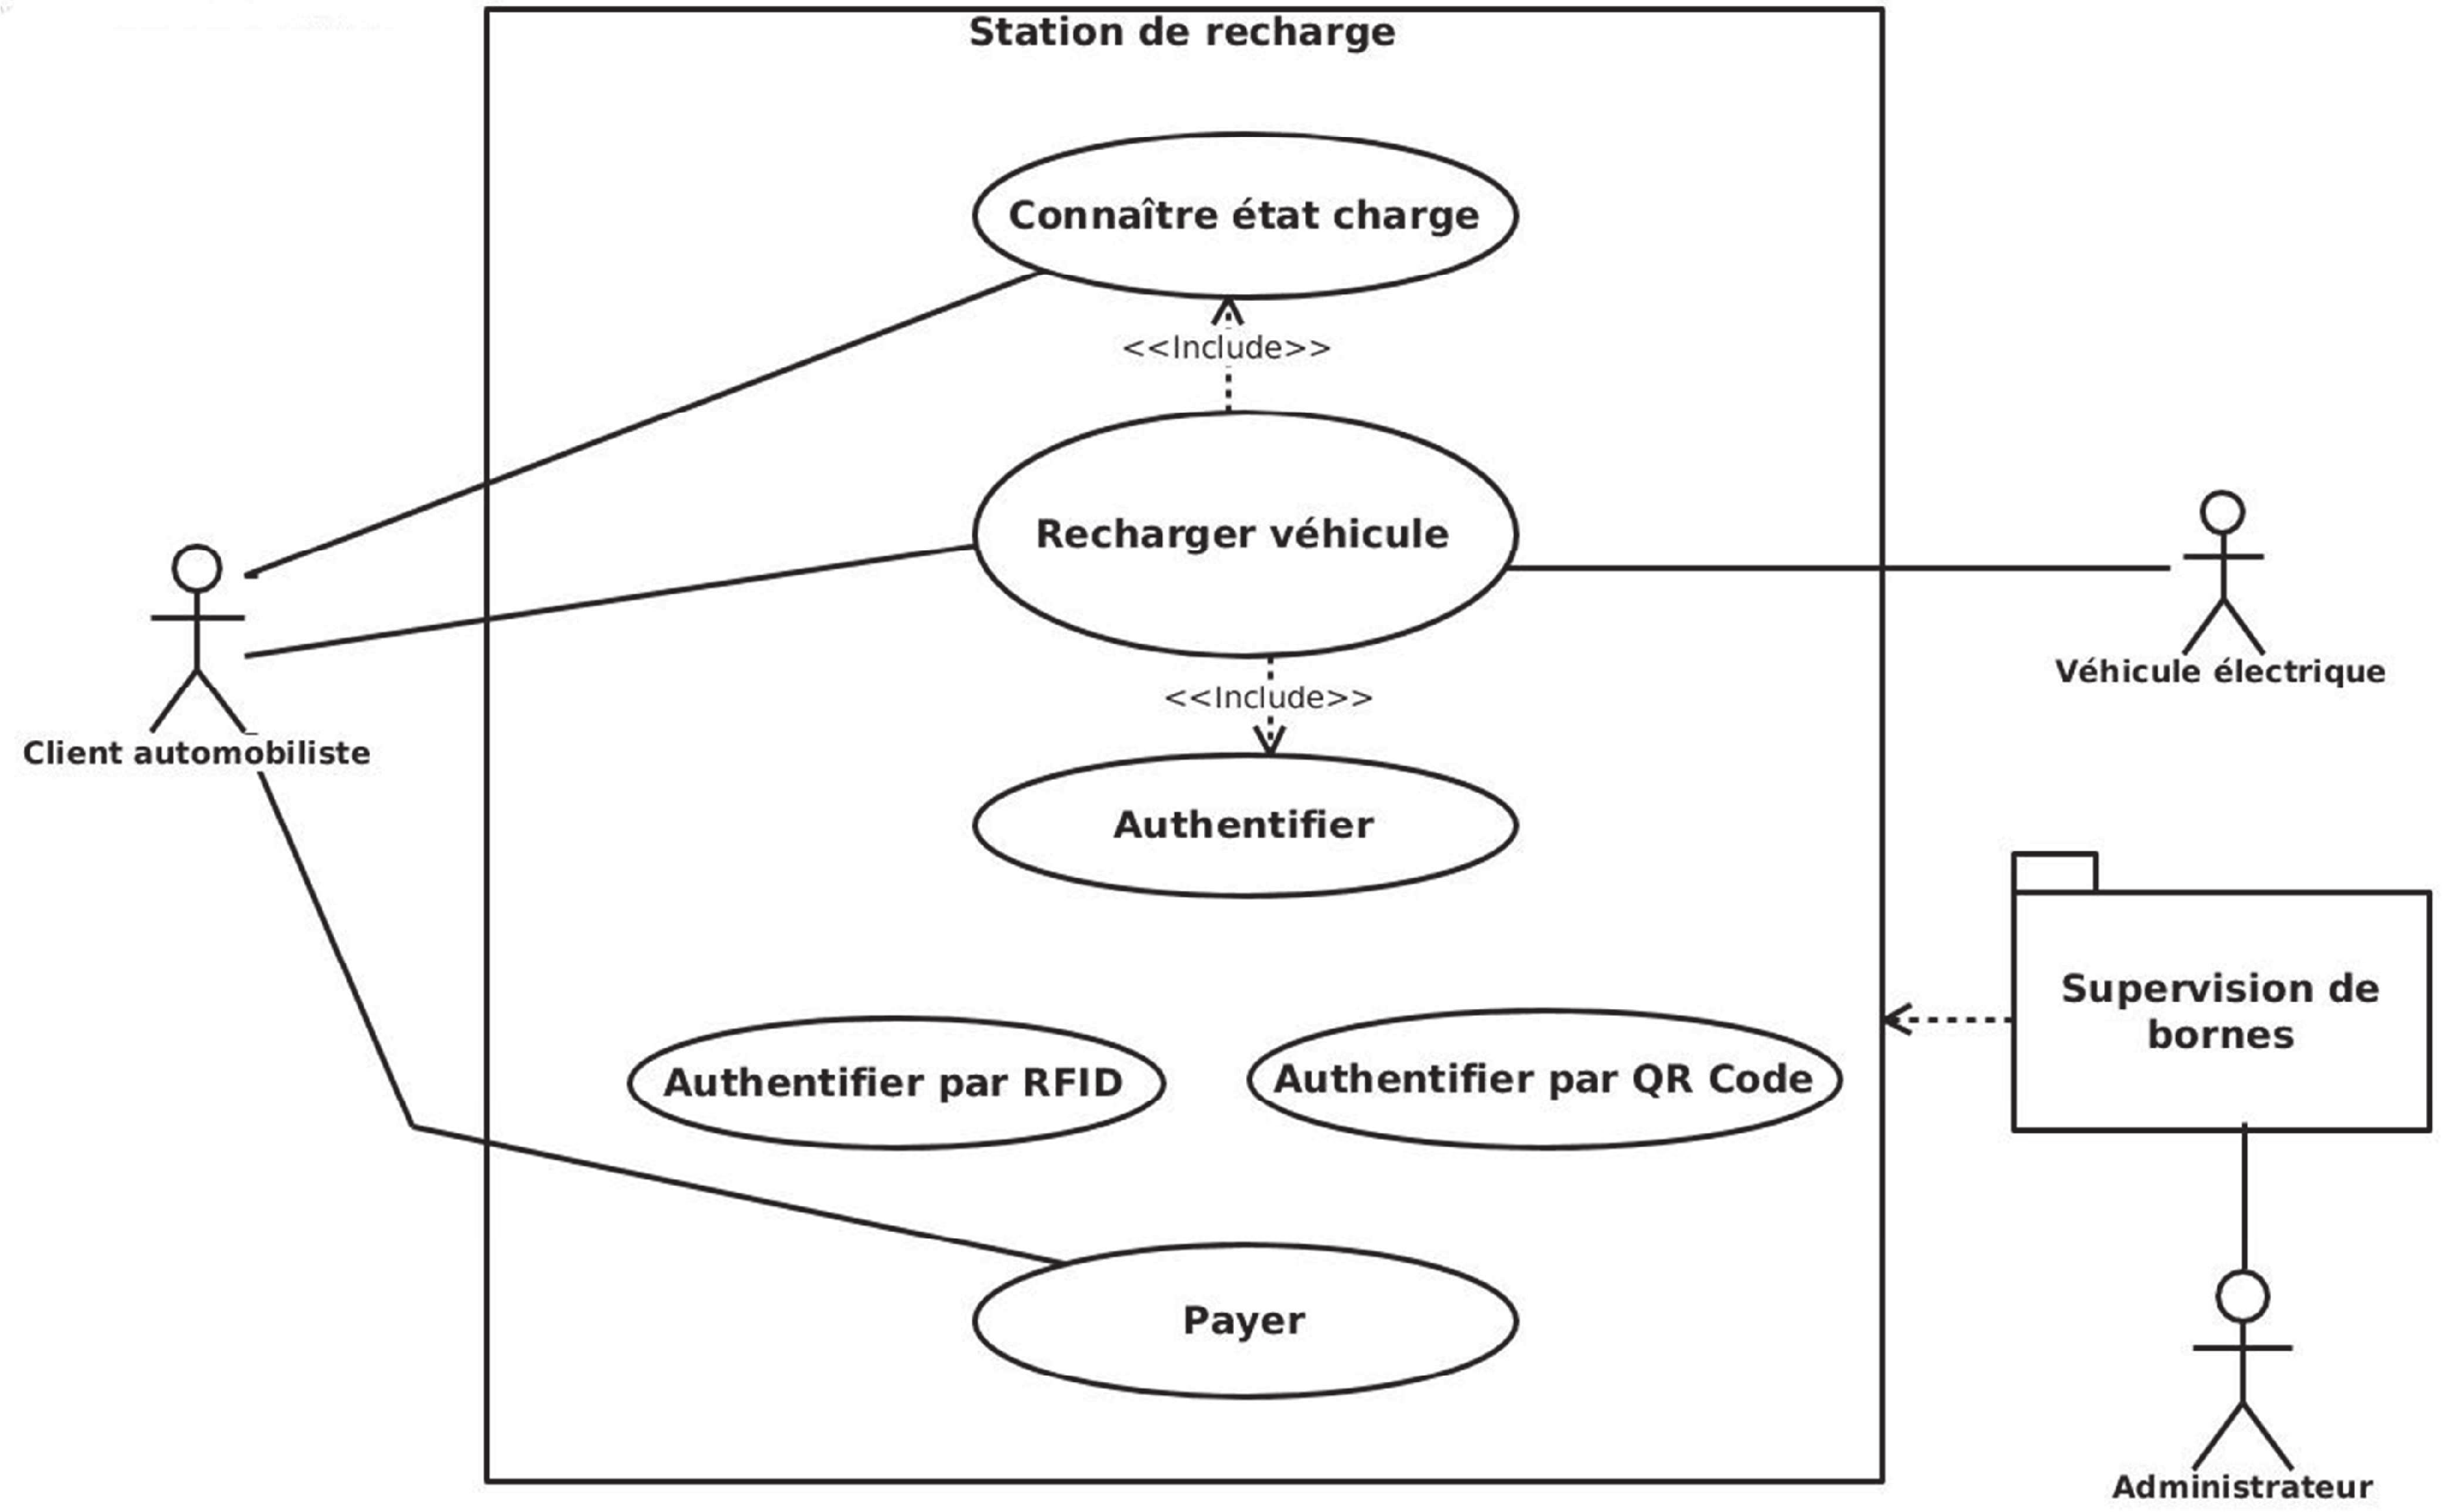 Station de recharge
Connaître état charge
<<Include>>
Recharger véhicule
Véhicule électrique
<<Include>>
Client automobiliste
Authentifier
Supervision de
bornes
Authentifier par RFID
Authentifier par QR Code
Payer
Administrateur